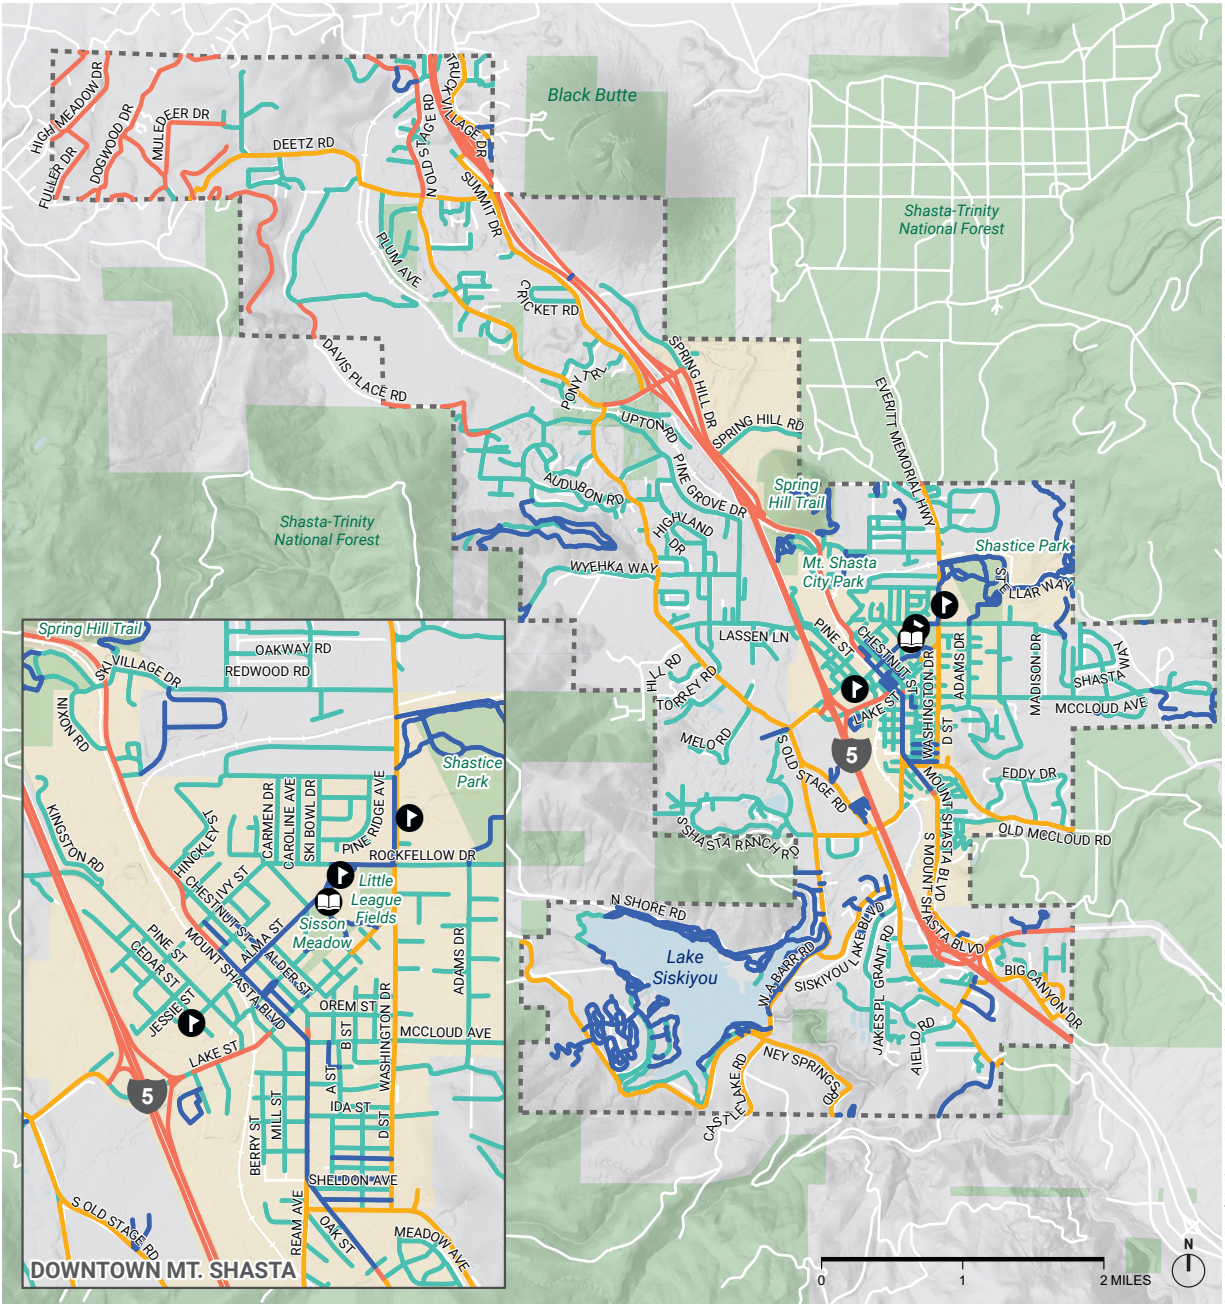 TRUCK VILLAGE DR
Black Butte
HIGH MEADOW DR
DOGWOOD DR
MULEDEER DR
FULLER DR
DEETZ RD
N OLD STAGE RD
SUMMIT DR
Shasta-Trinity
National Forest
PLUM AVE
CRICKET RD
DAVIS PLACE RD
PONY TRL
SPRING HILL DR
EVERITT MEMORIAL HWY
UPTON RD
SPRING HILL RD
PINE GROVE DR
AUDUBON RD
Spring
Hill Trail
Shasta-Trinity
National Forest
HIGHLAND
DR
Shastice Park
Mt. Shasta
City Park
WYEHKA WAY
STELLAR WAY
LASSEN LN
PINE ST
CHESTNUT ST
WASHINGTON DR
ADAMS DR
MADISON DR
SHASTA WAY
MCCLOUD AVE
HILL RD
TORREY RD
LAKE ST
D ST
MELO RD
S OLD STAGE RD
5
MOUNT SHASTA BLVD
EDDY DR
OLD MCCLOUD RD
S SHASTA RANCH RD
S MOUNT SHASTA BLVD
N SHORE RD
Lake
Siskiyou
W A BARR RD
SISKIYOU LAKE BLVD
JAKES PL
GRANT RD
AIELLO RD
BIG CANYON DR
NEY SPRINGS
RD
CASTLE LAKE RD
Spring Hill Trail
SKI VILLAGE DR
OAKWAY RD
REDWOOD RD
NIXON RD
Shastice
Park
KINGSTON RD
HINCKLEY ST
CARMEN DR
CAROLINE AVE
SKI BOWL DR
PINE RIDGE AVE
ROCKFELLOW DR
IVY ST
CHESTNUT ST
Little
League
Fields
Sisson
Meadow
ALMA ST
ALDER ST
PINE ST
CEDAR ST
MOUNT SHASTA BLVD
JESSIE ST
OREM ST
ADAMS DR
LAKE ST
B ST
WASHINGTON DR
MCCLOUD AVE
5
A ST
IDA ST
MILL ST
BERRY ST
D ST
SHELDON AVE
S OLD STAGE RD
REAM AVE
OAK ST
MEADOW AVE
DOWNTOWN MT. SHASTA
0
1
2 MILES
N